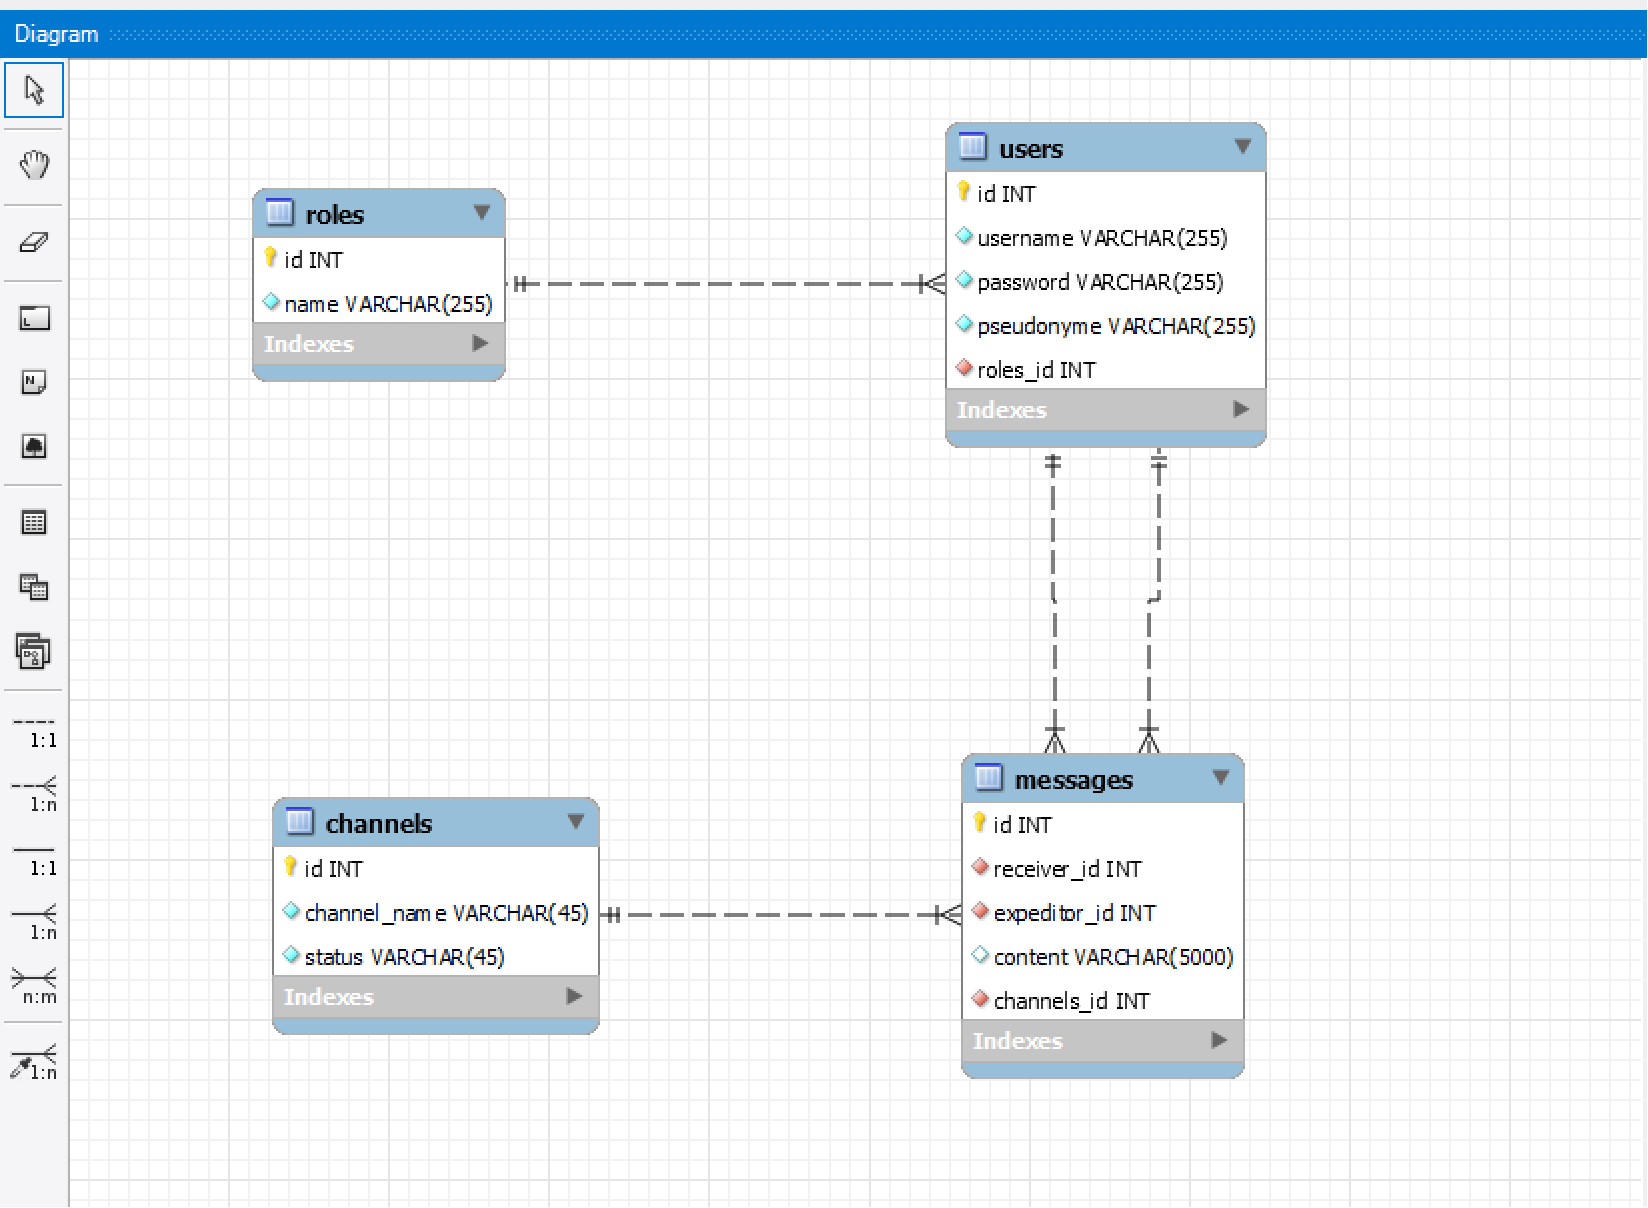 Diagram
users
id INT
username VARCHAR(255)
password VARCHAR(255)
pseudonyme VARCHAR(255)
roles_id INT
Indexes
roles
id INT
name VARCHAR(255)
Indexes
messages
id INT
receiver_id INT
expeditor_id INT
content VARCHAR(5000)
channels_id INT
Indexes
channels
id INT
channel_name VARCHAR(45)
status VARCHAR(45)
Indexes
N
1:1
1:n
1:1
1:n
n:m
1:n